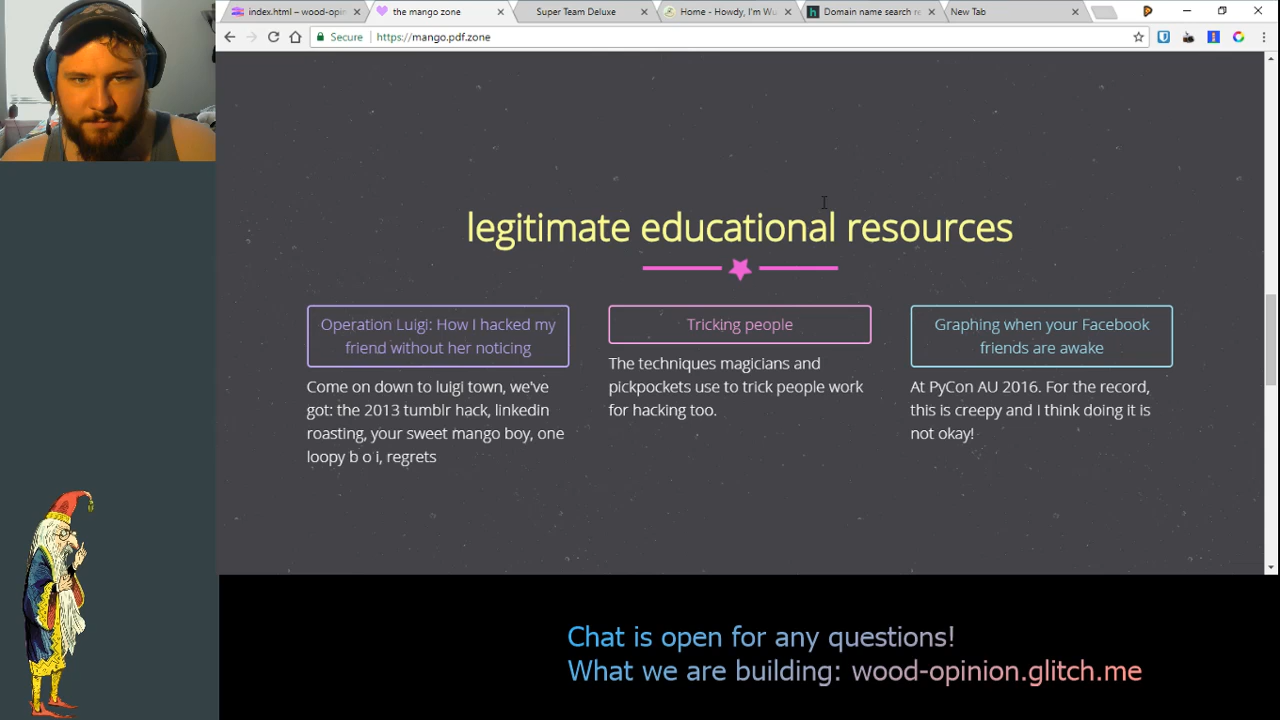 index.html – wood-opin
the mango zone
Super Team Deluxe
Home - Howdy, I'm Wu
Domain name search re
New Tab
Secure
https://mango.pdf.zone
legitimate educational resources
Operation Luigi: How I hacked my
friend without her noticing
Come on down to luigi town, we've
got: the 2013 tumblr hack, linkedin
roasting, your sweet mango boy, one
loopy b o i, regrets
Tricking people
The techniques magicians and
pickpockets use to trick people work
for hacking too.
Graphing when your Facebook
friends are awake
At PyCon AU 2016. For the record,
this is creepy and I think doing it is
not okay!
Chat is open for any questions!
What we are building: wood-opinion.glitch.me